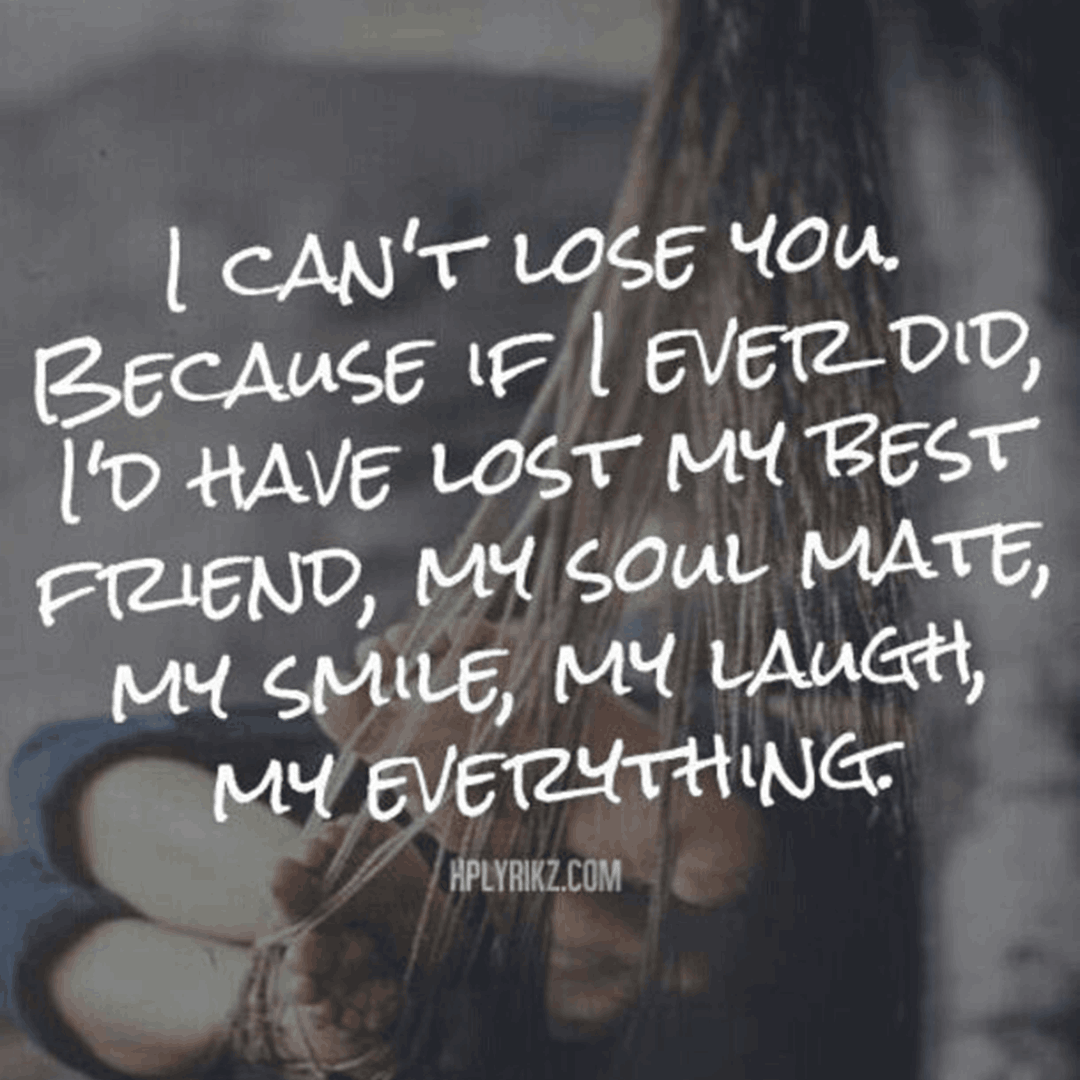 I can't lose you.
Because if I ever did,
I'd have lost my best
friend, my soul mate,
my smile, my laugh,
my everything.
HPLYRIKZ.COM